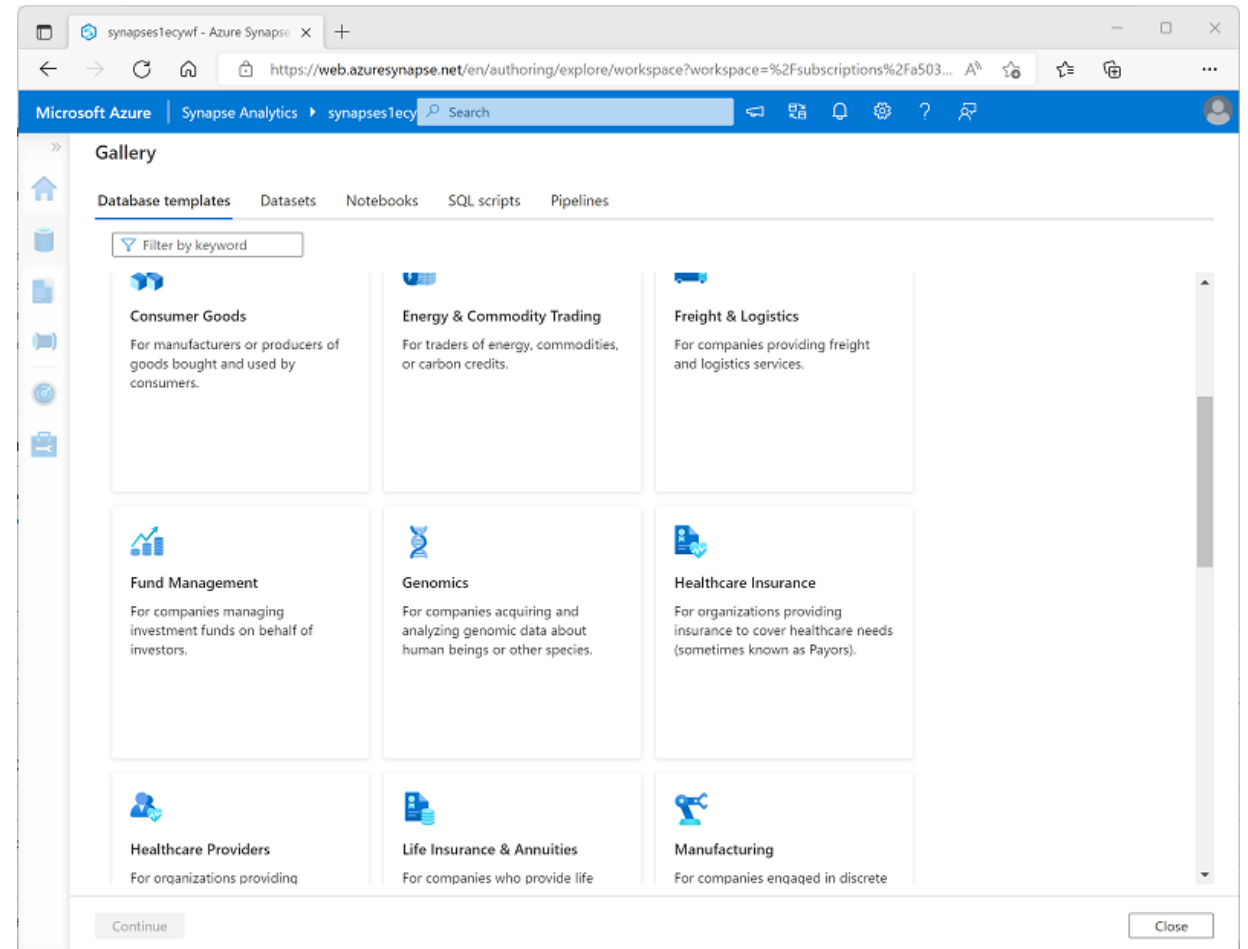 synapses1ecywf - Azure Synapse
https://web.azuresynapse.net/en/authoring/explore/workspace?workspace=%2Fsubscriptions%2Fa503...
Microsoft Azure Synapse Analytics synapses1ecy Search
Gallery
Database templates Datasets Notebooks SQL scripts Pipelines
Filter by keyword
Consumer Goods
For manufacturers or producers of
goods bought and used by
consumers.
Energy & Commodity Trading
For traders of energy, commodities,
or carbon credits.
Freight & Logistics
For companies providing freight
and logistics services.
Fund Management
For companies managing
investment funds on behalf of
investors.
Genomics
For companies acquiring and
analyzing genomic data about
human beings or other species.
Healthcare Insurance
For organizations providing
insurance to cover healthcare needs
(sometimes known as Payors).
Healthcare Providers
For organizations providing
Life Insurance & Annuities
For companies who provide life
Manufacturing
For companies engaged in discrete
Continue Close